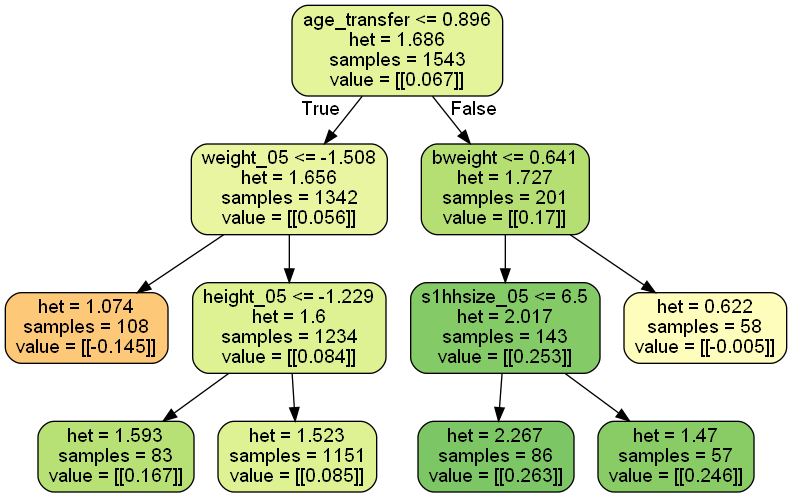 age_transfer <= 0.896
het = 1.686
samples = 1543
value = [[0.067]]
True
False
weight_05 <= -1.508
het = 1.656
samples = 1342
value = [[0.056]]
bweight <= 0.641
het = 1.727
samples = 201
value = [[0.17]]
het = 1.074
samples = 108
value = [[-0.145]]
height_05 <= -1.229
het = 1.6
samples = 1234
value = [[0.084]]
s1hhsize_05 <= 6.5
het = 2.017
samples = 143
value = [[0.253]]
het = 0.622
samples = 58
value = [[-0.005]]
het = 1.593
samples = 83
value = [[0.167]]
het = 1.523
samples = 1151
value = [[0.085]]
het = 2.267
samples = 86
value = [[0.263]]
het = 1.47
samples = 57
value = [[0.246]]